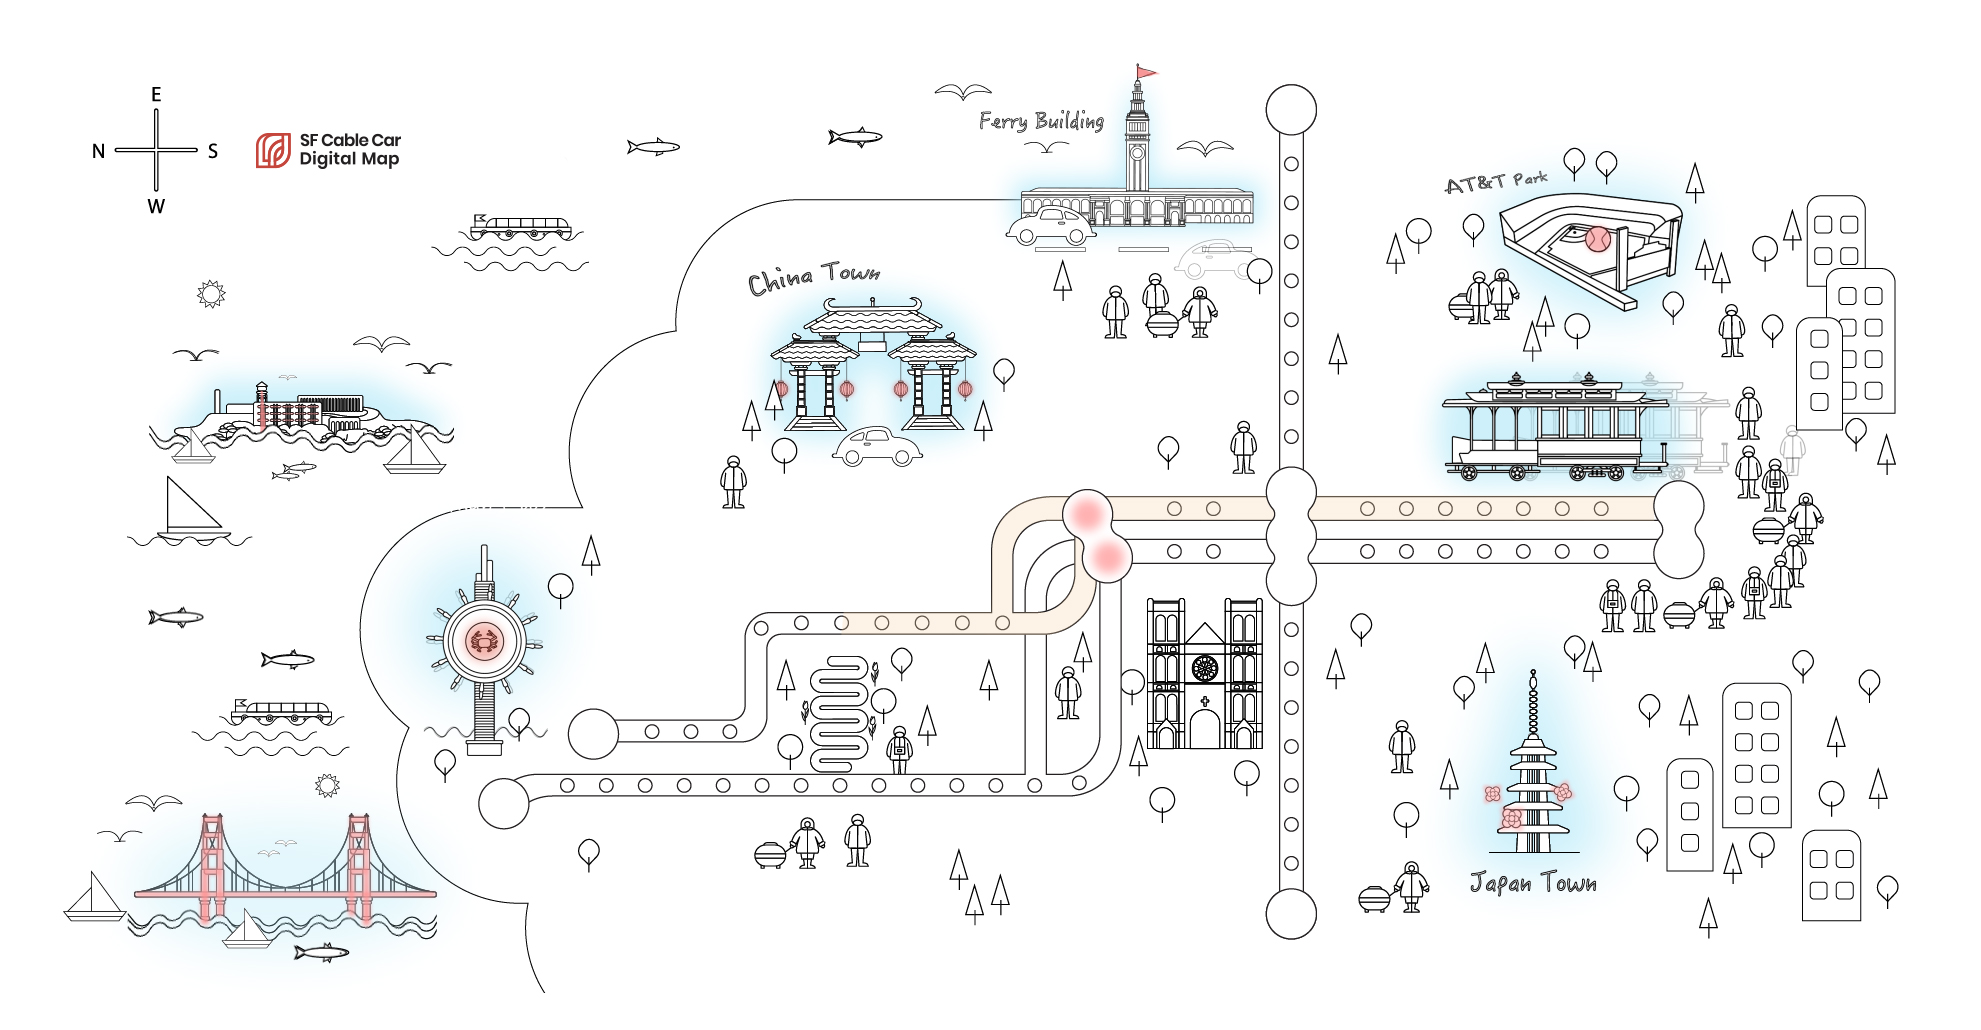 E
N
S
W
SF Cable Car
Digital Map
Ferry Building
AT&T Park
China Town
Japan Town